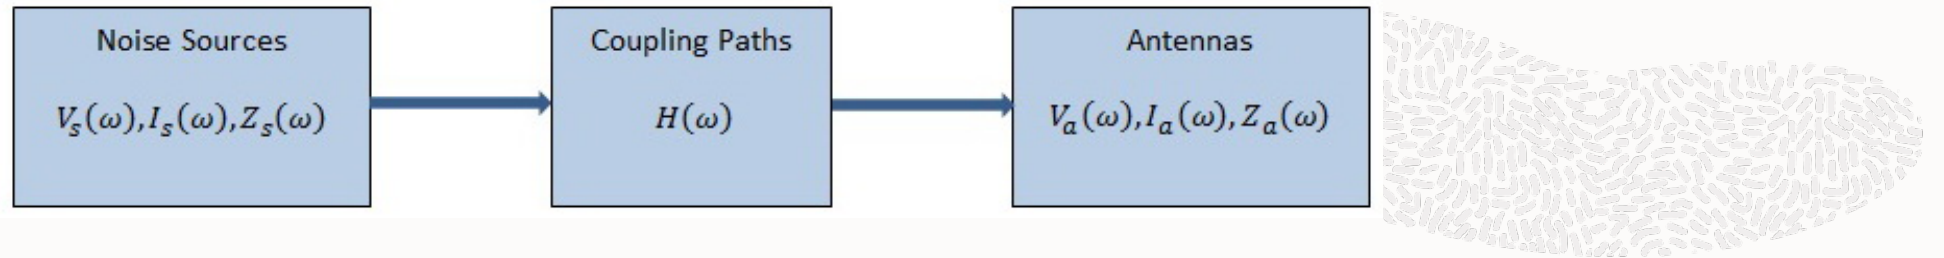 Noise Sources
Vₛ(ω),Iₛ(ω),Zₛ(ω)
Coupling Paths
H(ω)
Antennas
Vₐ(ω),Iₐ(ω),Zₐ(ω)